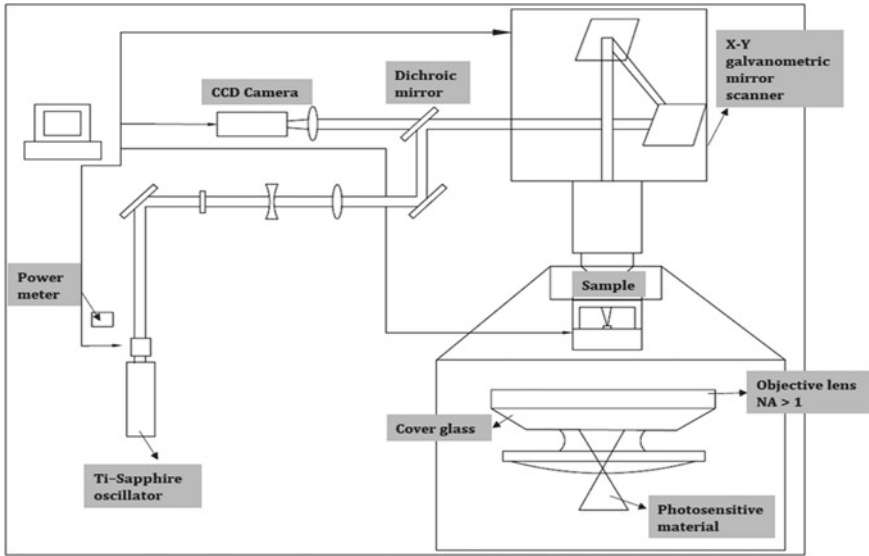 X-Y
galvanometric
mirror
scanner
Dichroic
mirror
CCD Camera
Power
meter
Sample
Objective lens
NA > 1
Cover glass
Ti–Sapphire
oscillator
Photosensitive
material